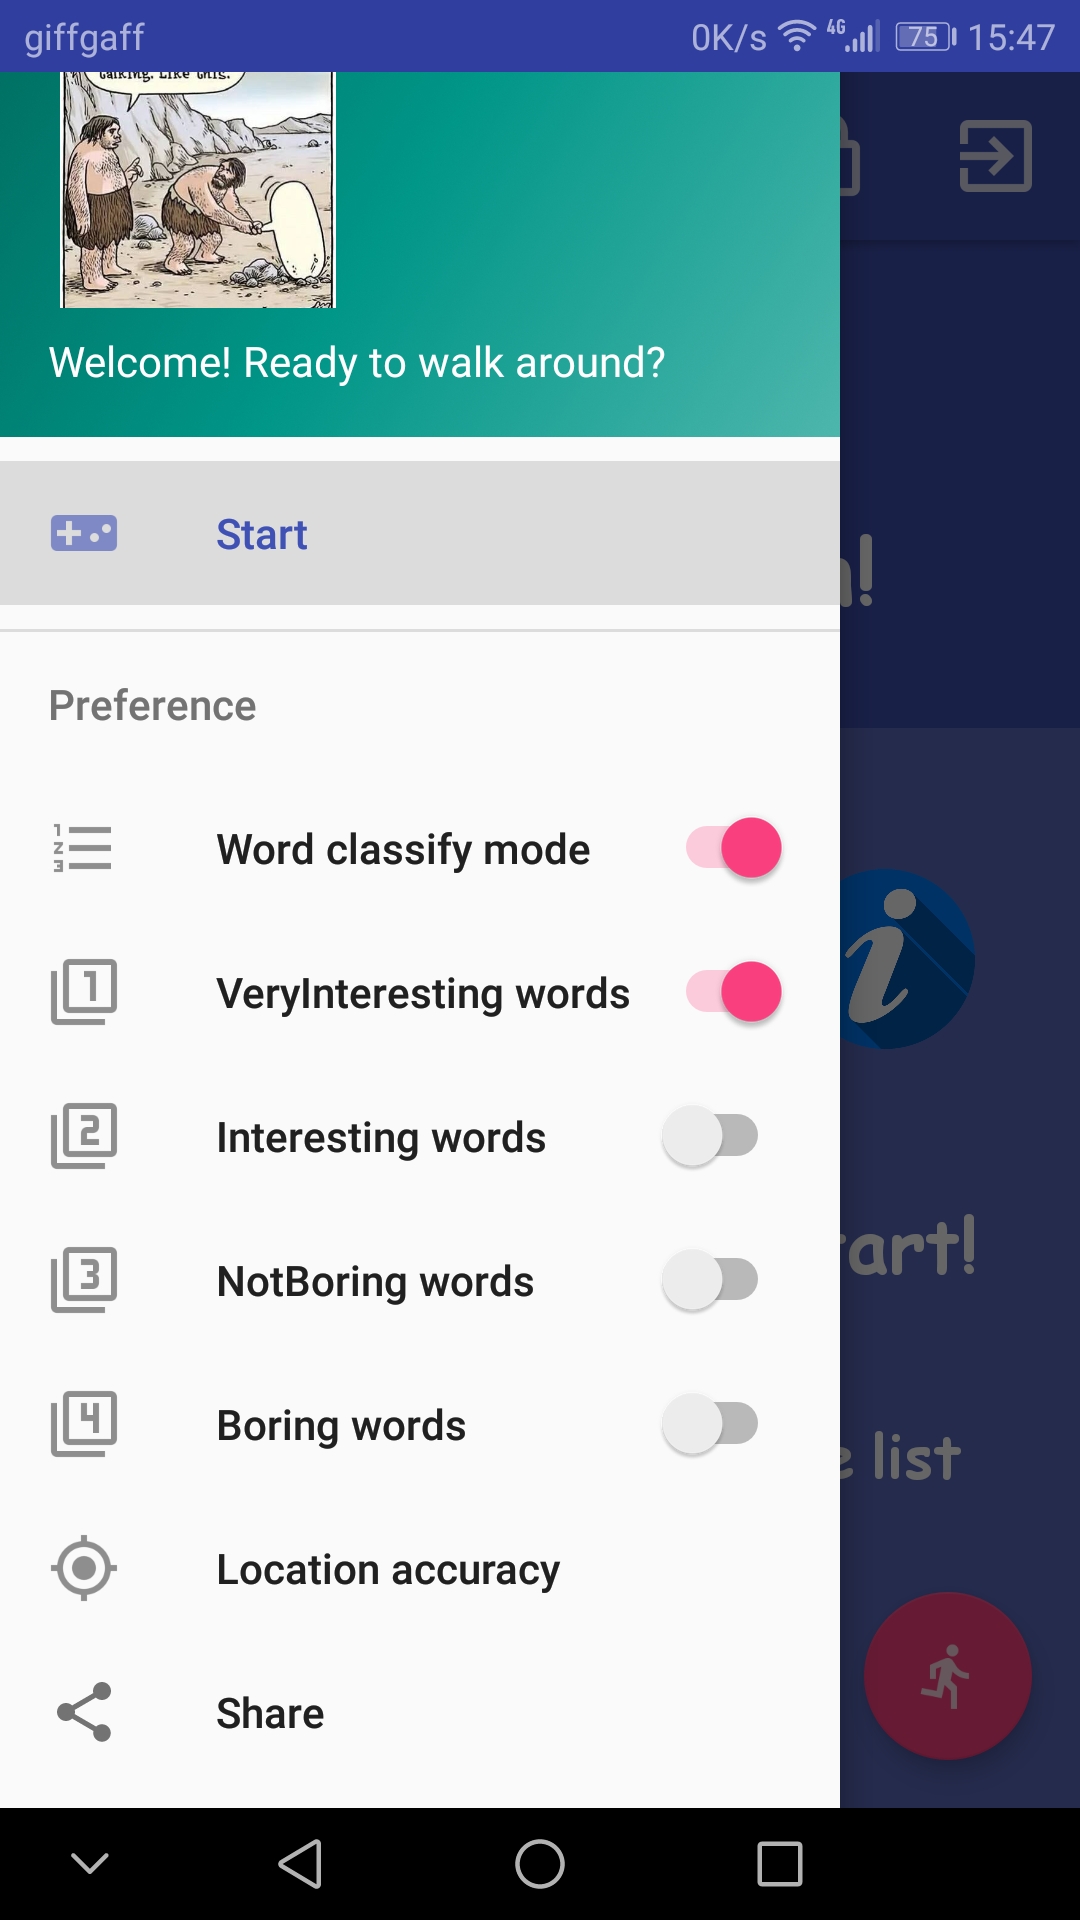 giffgaff 0K/s 4G 75 15:47
talking. Like this.
Welcome! Ready to walk around?
Start
!
Preference
Word classify mode
VeryInteresting words
i
Interesting words
art!
NotBoring words
Boring words
list
Location accuracy
Share